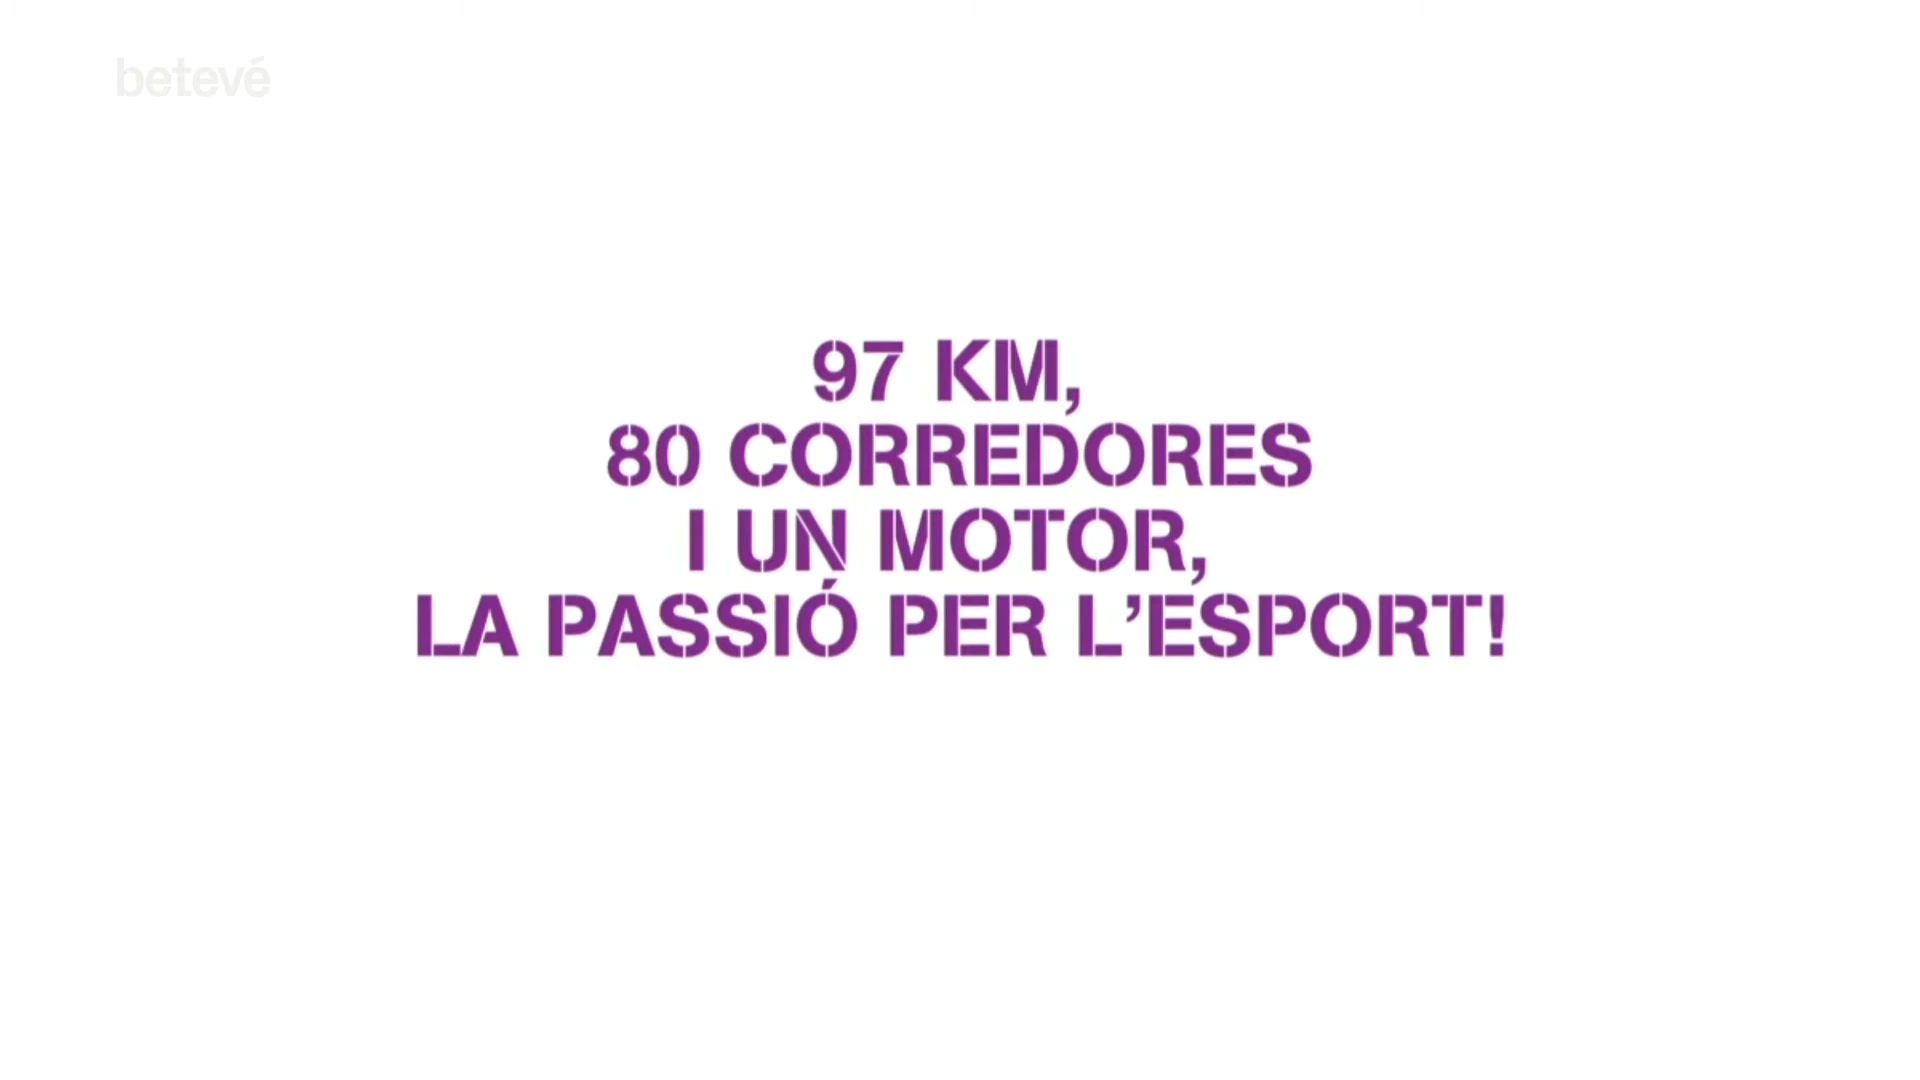 betevé
97 KM,
80 CORREDORES
I UN MOTOR,
LA PASSIÓ PER L’ESPORT!